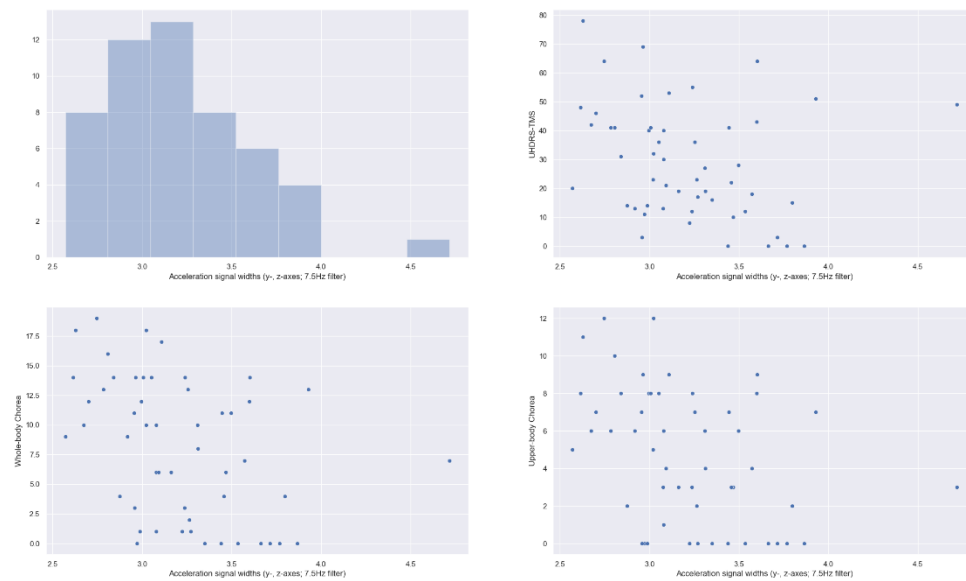 12
10
8
6
4
2
0
2.5 3.0 3.5 4.0 4.5
Acceleration signal widths (y-, z-axes; 7.5Hz filter)
80
70
60
50
40
30
20
10
0
UHDRS-TMS
2.5 3.0 3.5 4.0 4.5
Acceleration signal widths (y-, z-axes; 7.5Hz filter)
17.5
15.0
12.5
10.0
7.5
5.0
2.5
0.0
Whole-body Chorea
2.5 3.0 3.5 4.0 4.5
Acceleration signal widths (y-, z-axes; 7.5Hz filter)
12
10
8
6
4
2
0
Upper-body Chorea
2.5 3.0 3.5 4.0 4.5
Acceleration signal widths (y-, z-axes; 7.5Hz filter)